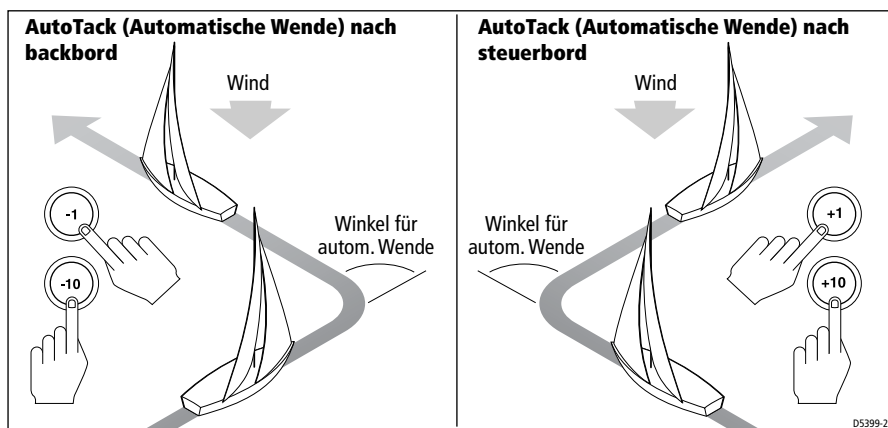 AutoTack (Automatische Wende) nach
backbord
Wind
-1
-10
Winkel für
autom. Wende
AutoTack (Automatische Wende) nach
steuerbord
Wind
Winkel für
autom. Wende
+1
+10
D5399-2